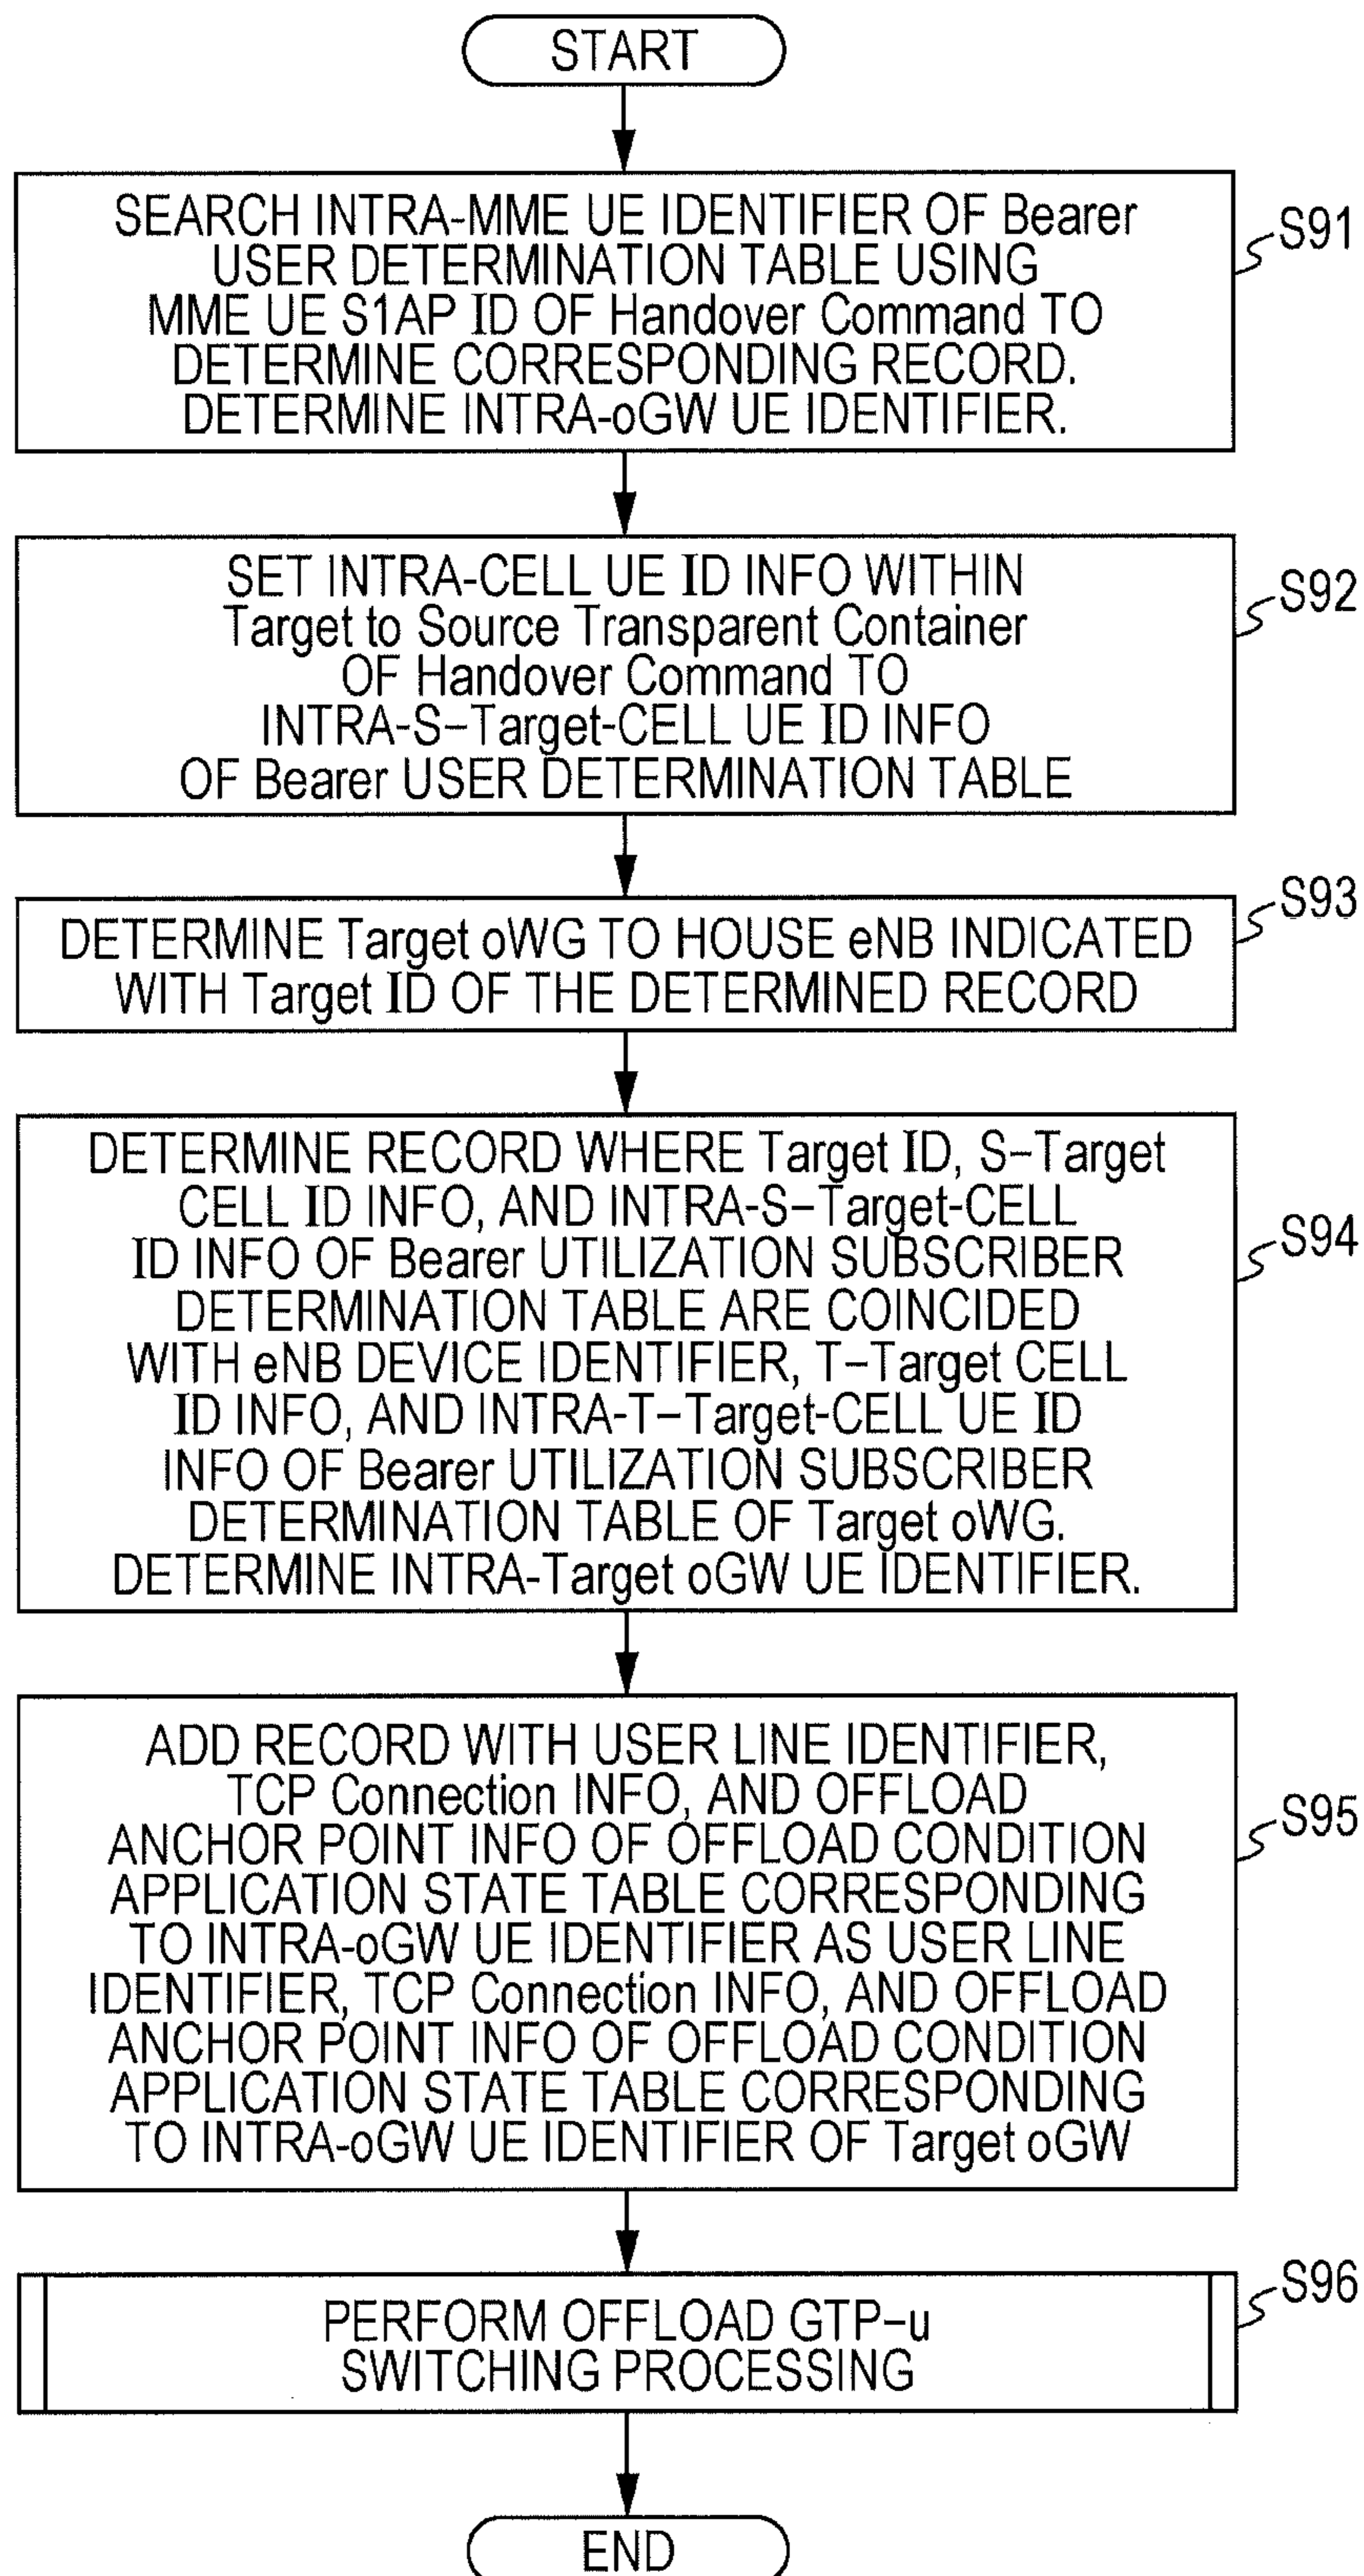 START
SEARCH INTRA-MME UE IDENTIFIER OF Bearer
USER DETERMINATION TABLE USING
MME UE S1AP ID OF Handover Command TO
DETERMINE CORRESPONDING RECORD.
DETERMINE INTRA-oGW UE IDENTIFIER.
S91
SET INTRA-CELL UE ID INFO WITHIN
Target to Source Transparent Container
OF Handover Command TO
INTRA-S–Target-CELL UE ID INFO
OF Bearer USER DETERMINATION TABLE
S92
DETERMINE Target oWG TO HOUSE eNB INDICATED
WITH Target ID OF THE DETERMINED RECORD
S93
DETERMINE RECORD WHERE Target ID, S–Target
CELL ID INFO, AND INTRA-S–Target-CELL
ID INFO OF Bearer UTILIZATION SUBSCRIBER
DETERMINATION TABLE ARE COINCIDED
WITH eNB DEVICE IDENTIFIER, T–Target CELL
ID INFO, AND INTRA-T–Target-CELL UE ID
INFO OF Bearer UTILIZATION SUBSCRIBER
DETERMINATION TABLE OF Target oWG.
DETERMINE INTRA-Target oGW UE IDENTIFIER.
S94
ADD RECORD WITH USER LINE IDENTIFIER,
TCP Connection INFO, AND OFFLOAD
ANCHOR POINT INFO OF OFFLOAD CONDITION
APPLICATION STATE TABLE CORRESPONDING
TO INTRA-oGW UE IDENTIFIER AS USER LINE
IDENTIFIER, TCP Connection INFO, AND OFFLOAD
ANCHOR POINT INFO OF OFFLOAD CONDITION
APPLICATION STATE TABLE CORRESPONDING
TO INTRA-oGW UE IDENTIFIER OF Target oGW
S95
PERFORM OFFLOAD GTP–u
SWITCHING PROCESSING
S96
END